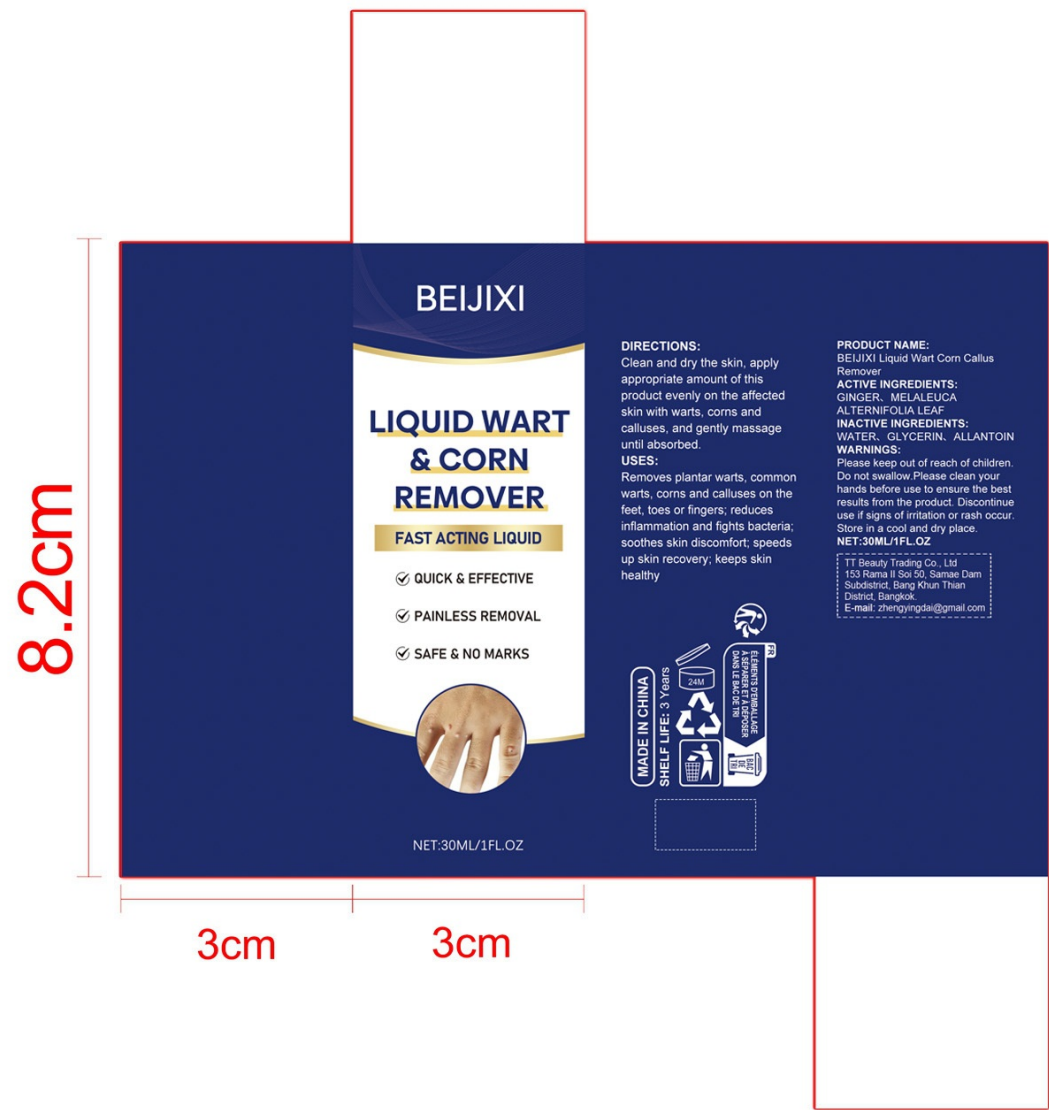 BEIJIXI
LIQUID WART
& CORN
REMOVER
FAST ACTING LIQUID
QUICK & EFFECTIVE
PAINLESS REMOVAL
SAFE & NO MARKS
NET:30ML/1FL.OZ
DIRECTIONS:
Clean and dry the skin, apply
appropriate amount of this
product evenly on the affected
skin with warts, corns and
calluses, and gently massage
until absorbed.
USES:
Removes plantar warts, common
warts, corns and calluses on the
feet, toes or fingers; reduces
inflammation and fights bacteria;
soothes skin discomfort; speeds
up skin recovery; keeps skin
healthy
MADE IN CHINA
SHELF LIFE: 3 Years
24M
FR
ÉLÉMENTS D'EMBALLAGE
À SÉPARER ET À DÉPOSER
DANS LE BAC DE TRI
BAC
DE
TRI
PRODUCT NAME:
BEIJIXI Liquid Wart Corn Callus
Remover
ACTIVE INGREDIENTS:
GINGER、MELALEUCA
ALTERNIFOLIA LEAF
INACTIVE INGREDIENTS:
WATER、GLYCERIN、ALLANTOIN
WARNINGS:
Please keep out of reach of children.
Do not swallow.Please clean your
hands before use to ensure the best
results from the product. Discontinue
use if signs of irritation or rash occur.
Store in a cool and dry place.
NET:30ML/1FL.OZ
TT Beauty Trading Co., Ltd
153 Rama II Soi 50, Samae Dam
Subdistrict, Bang Khun Thian
District, Bangkok.
E-mail: zhengyingdai@gmail.com
8.2cm
3cm
3cm